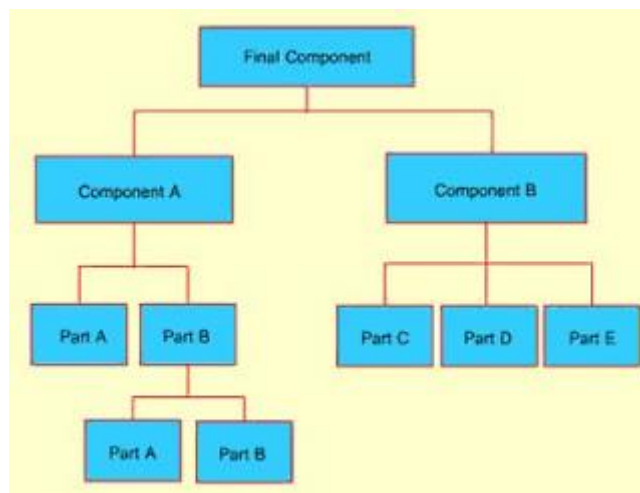 Final Component
Component A
Component B
Part A
Part B
Part C
Part D
Part E
Part A
Part B